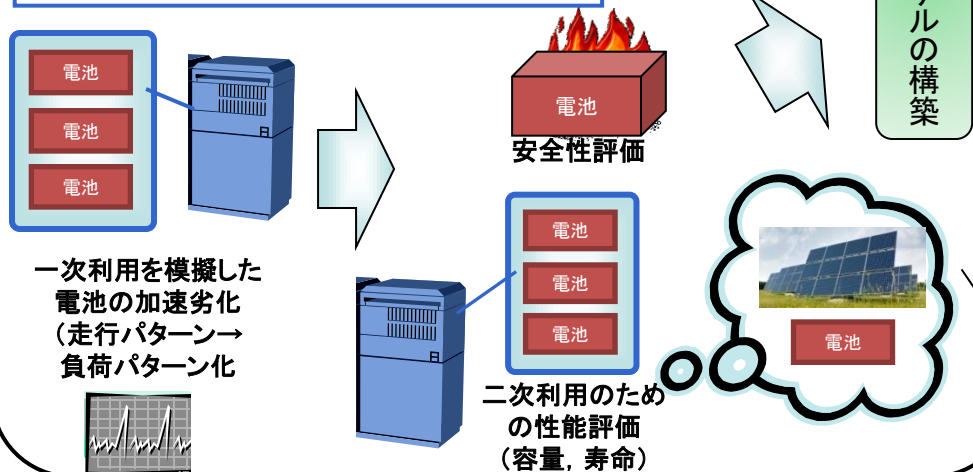 電池
電池
電池
一次利用を模擬した
電池の加速劣化
（走行パターン→
負荷パターン化
電池
安全性評価
電池
電池
電池
二次利用のため
の性能評価
（容量，寿命）
電池
ルの構築